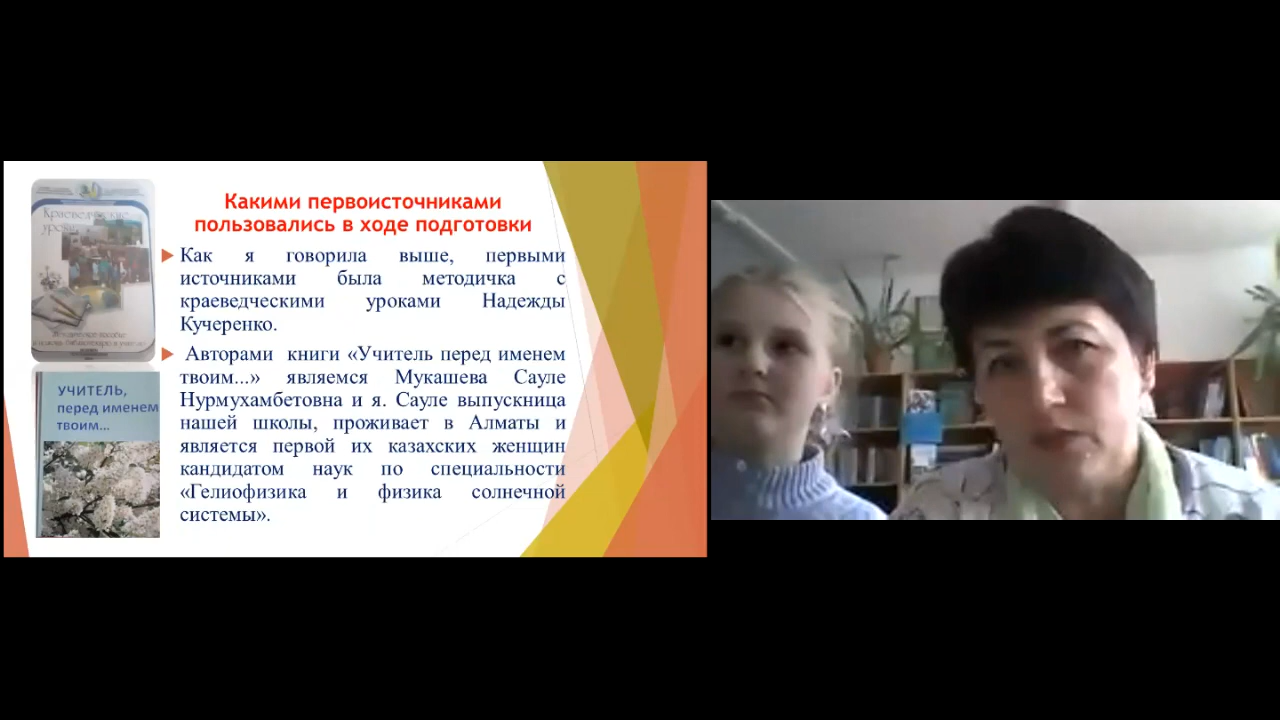 Какими первоисточниками
пользовались в ходе подготовки
Как я говорила выше, первыми
источниками была методичка с
краеведческими уроками Надежды
Кучеренко.
Авторами книги «Учитель перед именем
твоим...» являемся Мукашева Сауле
Нурмухамбетовна и я. Сауле выпускница
нашей школы, проживает в Алматы и
является первой их казахских женщин
кандидатом наук по специальности
«Гелиофизика и физика солнечной
системы».
Краеведческие
уроки
УЧИТЕЛЬ,
перед именем
твоим...